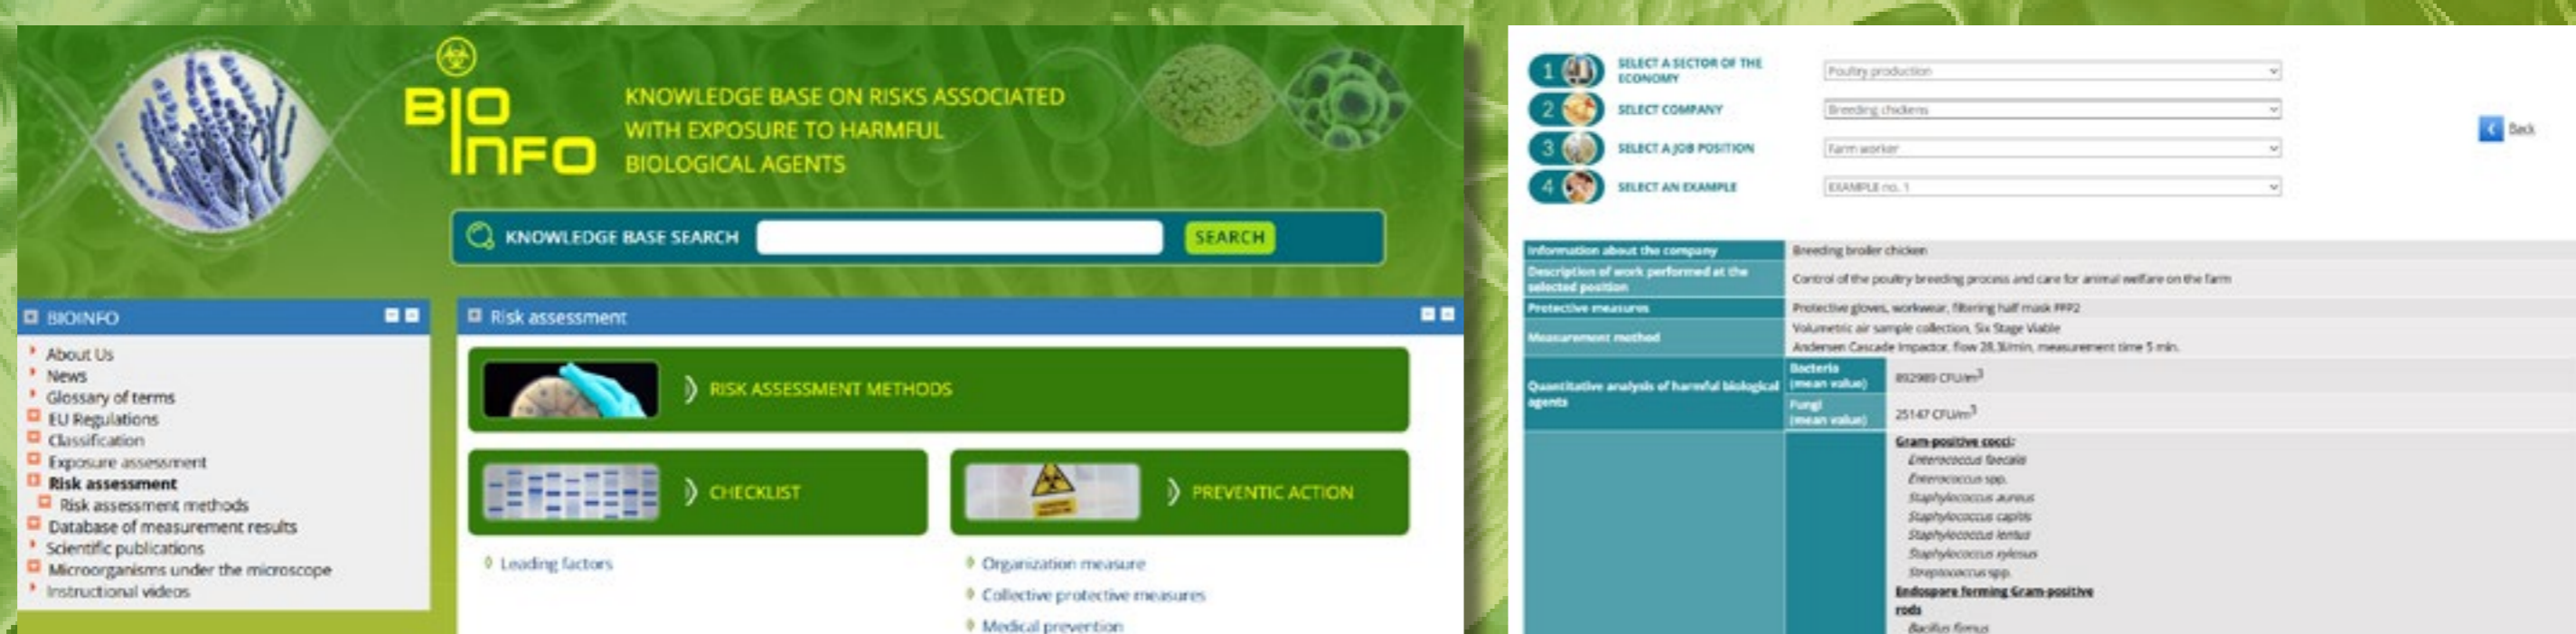 BIO
INFO
KNOWLEDGE BASE ON RISKS ASSOCIATED
WITH EXPOSURE TO HARMFUL
BIOLOGICAL AGENTS
KNOWLEDGE BASE SEARCH
SEARCH
BIOINFO
About Us
News
Glossary of terms
EU Regulations
Classification
Exposure assessment
Risk assessment
Risk assessment methods
Database of measurement results
Scientific publications
Microorganisms under the microscope
Instructional videos
Risk assessment
RISK ASSESSMENT METHODS
CHECKLIST
PREVENTIC ACTION
Leading factors
Organization measure
Collective protective measures
Medical prevention
1 SELECT A SECTOR OF THE
ECONOMY
Poultry production
2 SELECT COMPANY
Breeding chickens
3 SELECT A JOB POSITION
Farm worker
4 SELECT AN EXAMPLE
EXAMPLE no. 1
Back
Information about the company
Breeding broiler chicken
Description of work performed at the
selected position
Control of the poultry breeding process and care for animal welfare on the farm
Protective measures
Protective gloves, workwear, filtering half mask FFP2
Measurement method
Volumetric air sample collection, Six Stage Viable
Andersen Cascade Impactor, flow 28,3l/min, measurement time 5 min.
Quantitative analysis of harmful biological
agents
Bacteria
(mean value)
892989 CFU/m3
Fungi
(mean value)
25147 CFU/m3
Gram-positive cocci:
Enterococcus faecalis
Enterococcus spp.
Staphylococcus aureus
Staphylococcus capitis
Staphylococcus lentus
Staphylococcus xylosus
Streptococcus spp.
Endospore forming Gram-positive
rods
Bacillus firmus